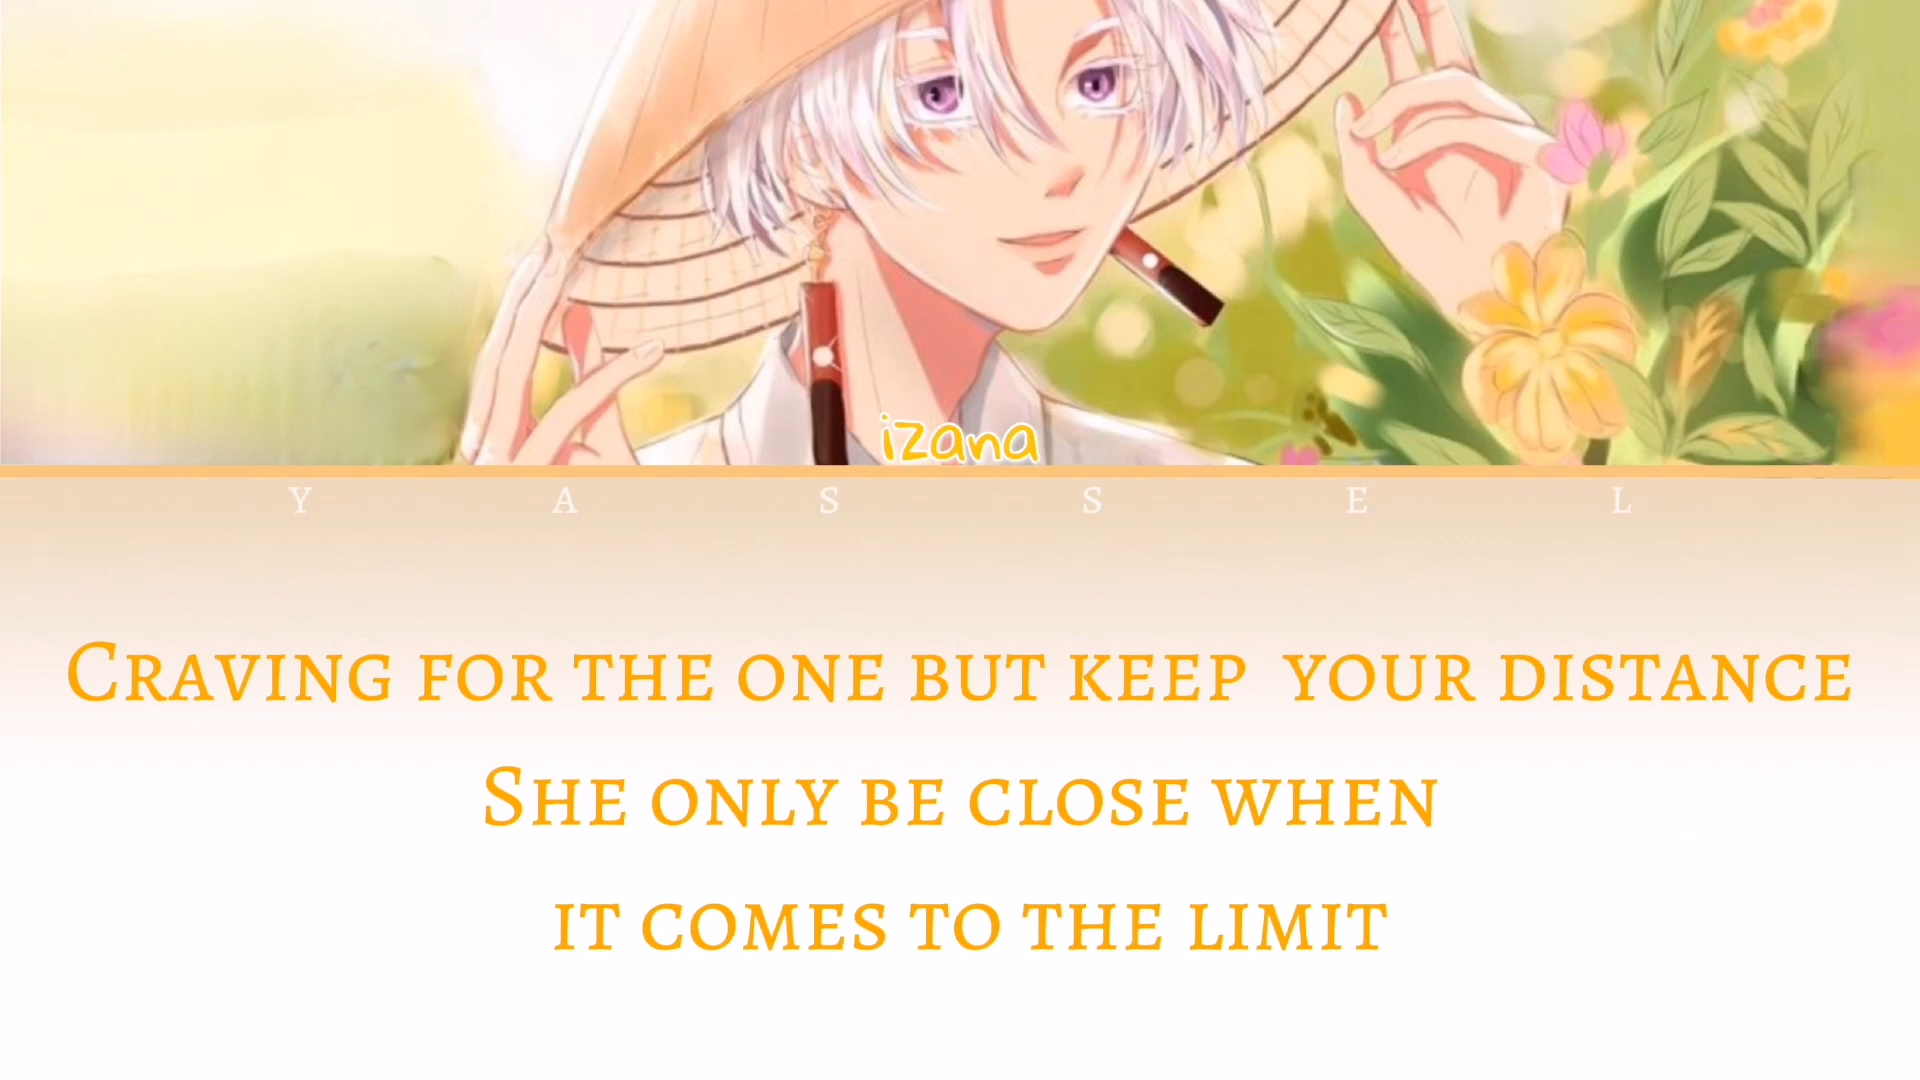 izana
Y A S S E L
Craving for the one but keep  your distance
She only be close when
it comes to the limit